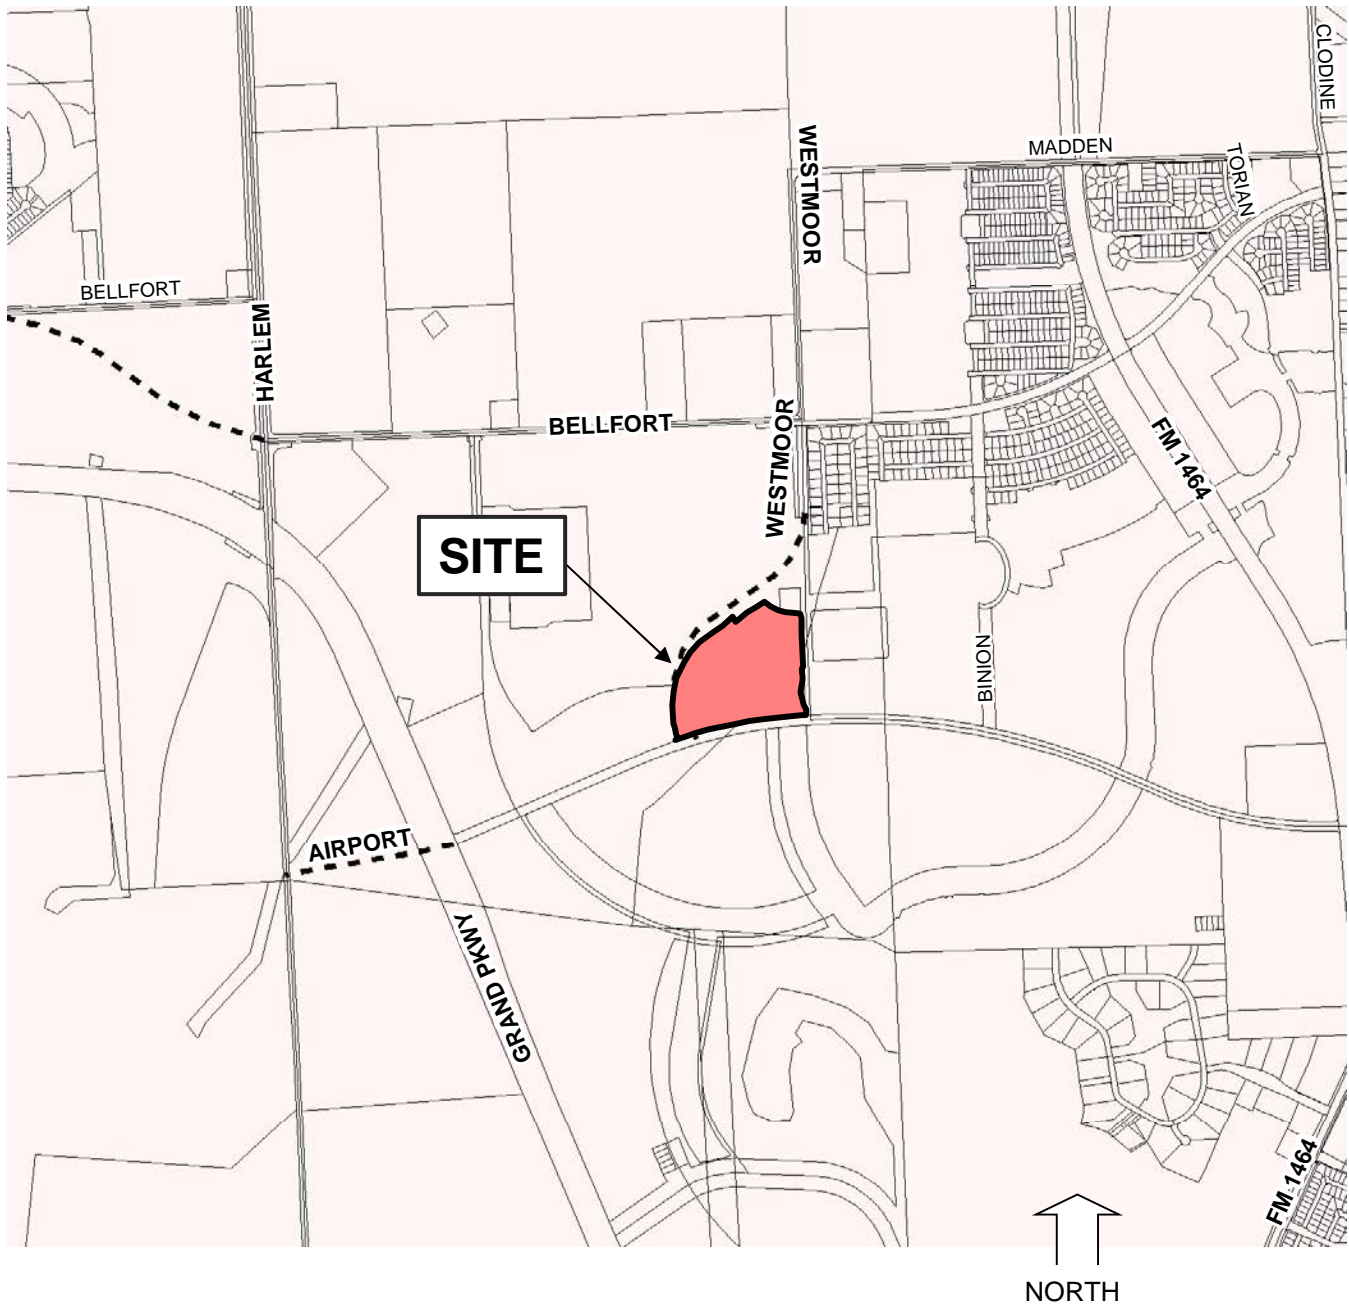 CLODINE
MADDEN
WESTMOOR
TORIAN
BELLFORT
HARLEM
BELLFORT
WESTMOOR
FM 1464
SITE
BINION
AIRPORT
GRAND PKWY
FM 1464
NORTH